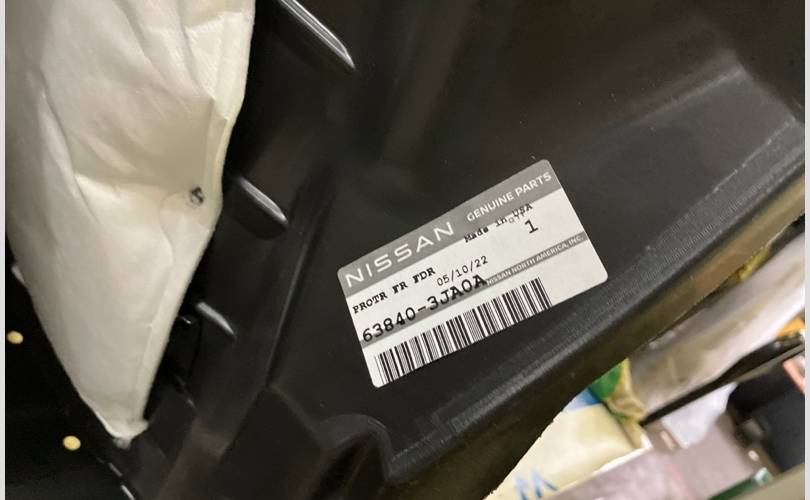 NISSAN GENUINE PARTS
Made in USA
QTY
1
PROTR FR FDR
05/10/22
63840-3JA0A
NISSAN NORTH AMERICA, INC.
W